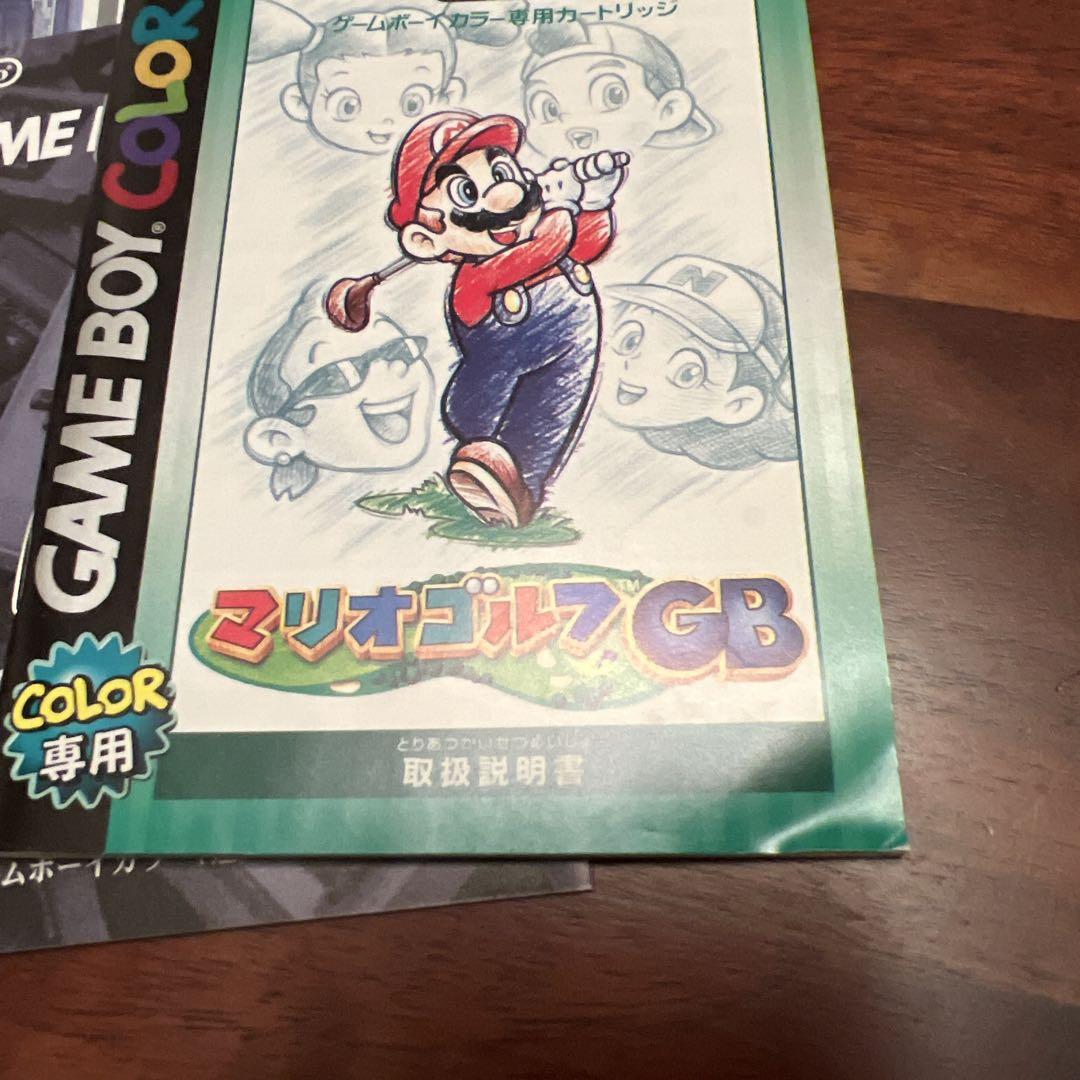 ゲームボーイカラー専用カートリッジ
GAME BOY® COLOR
M
N
マリオゴルフ™GB
COLOR
専用
とりあつかいせつめいしょ
取扱説明書